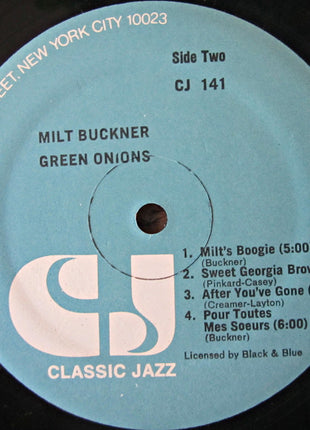 EET, NEW YORK CITY 10023
Side Two
CJ 141
MILT BUCKNER
GREEN ONIONS
1. Milt's Boogie (5:00
(Buckner)
2. Sweet Georgia Brow
(Pinkard-Casey)
3. After You've Gone (
(Creamer-Layton)
4. Pour Toutes
Mes Soeurs (6:00)
(Buckner)
Licensed by Black & Blue
CJ
CLASSIC JAZZ